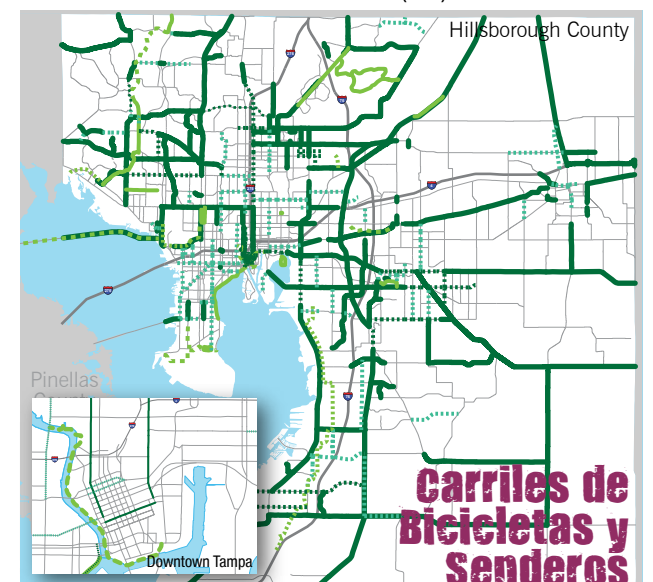 Hillsborough County
Pinellas
Downtown Tampa
Carriles de
Bicicletas y
Senderos